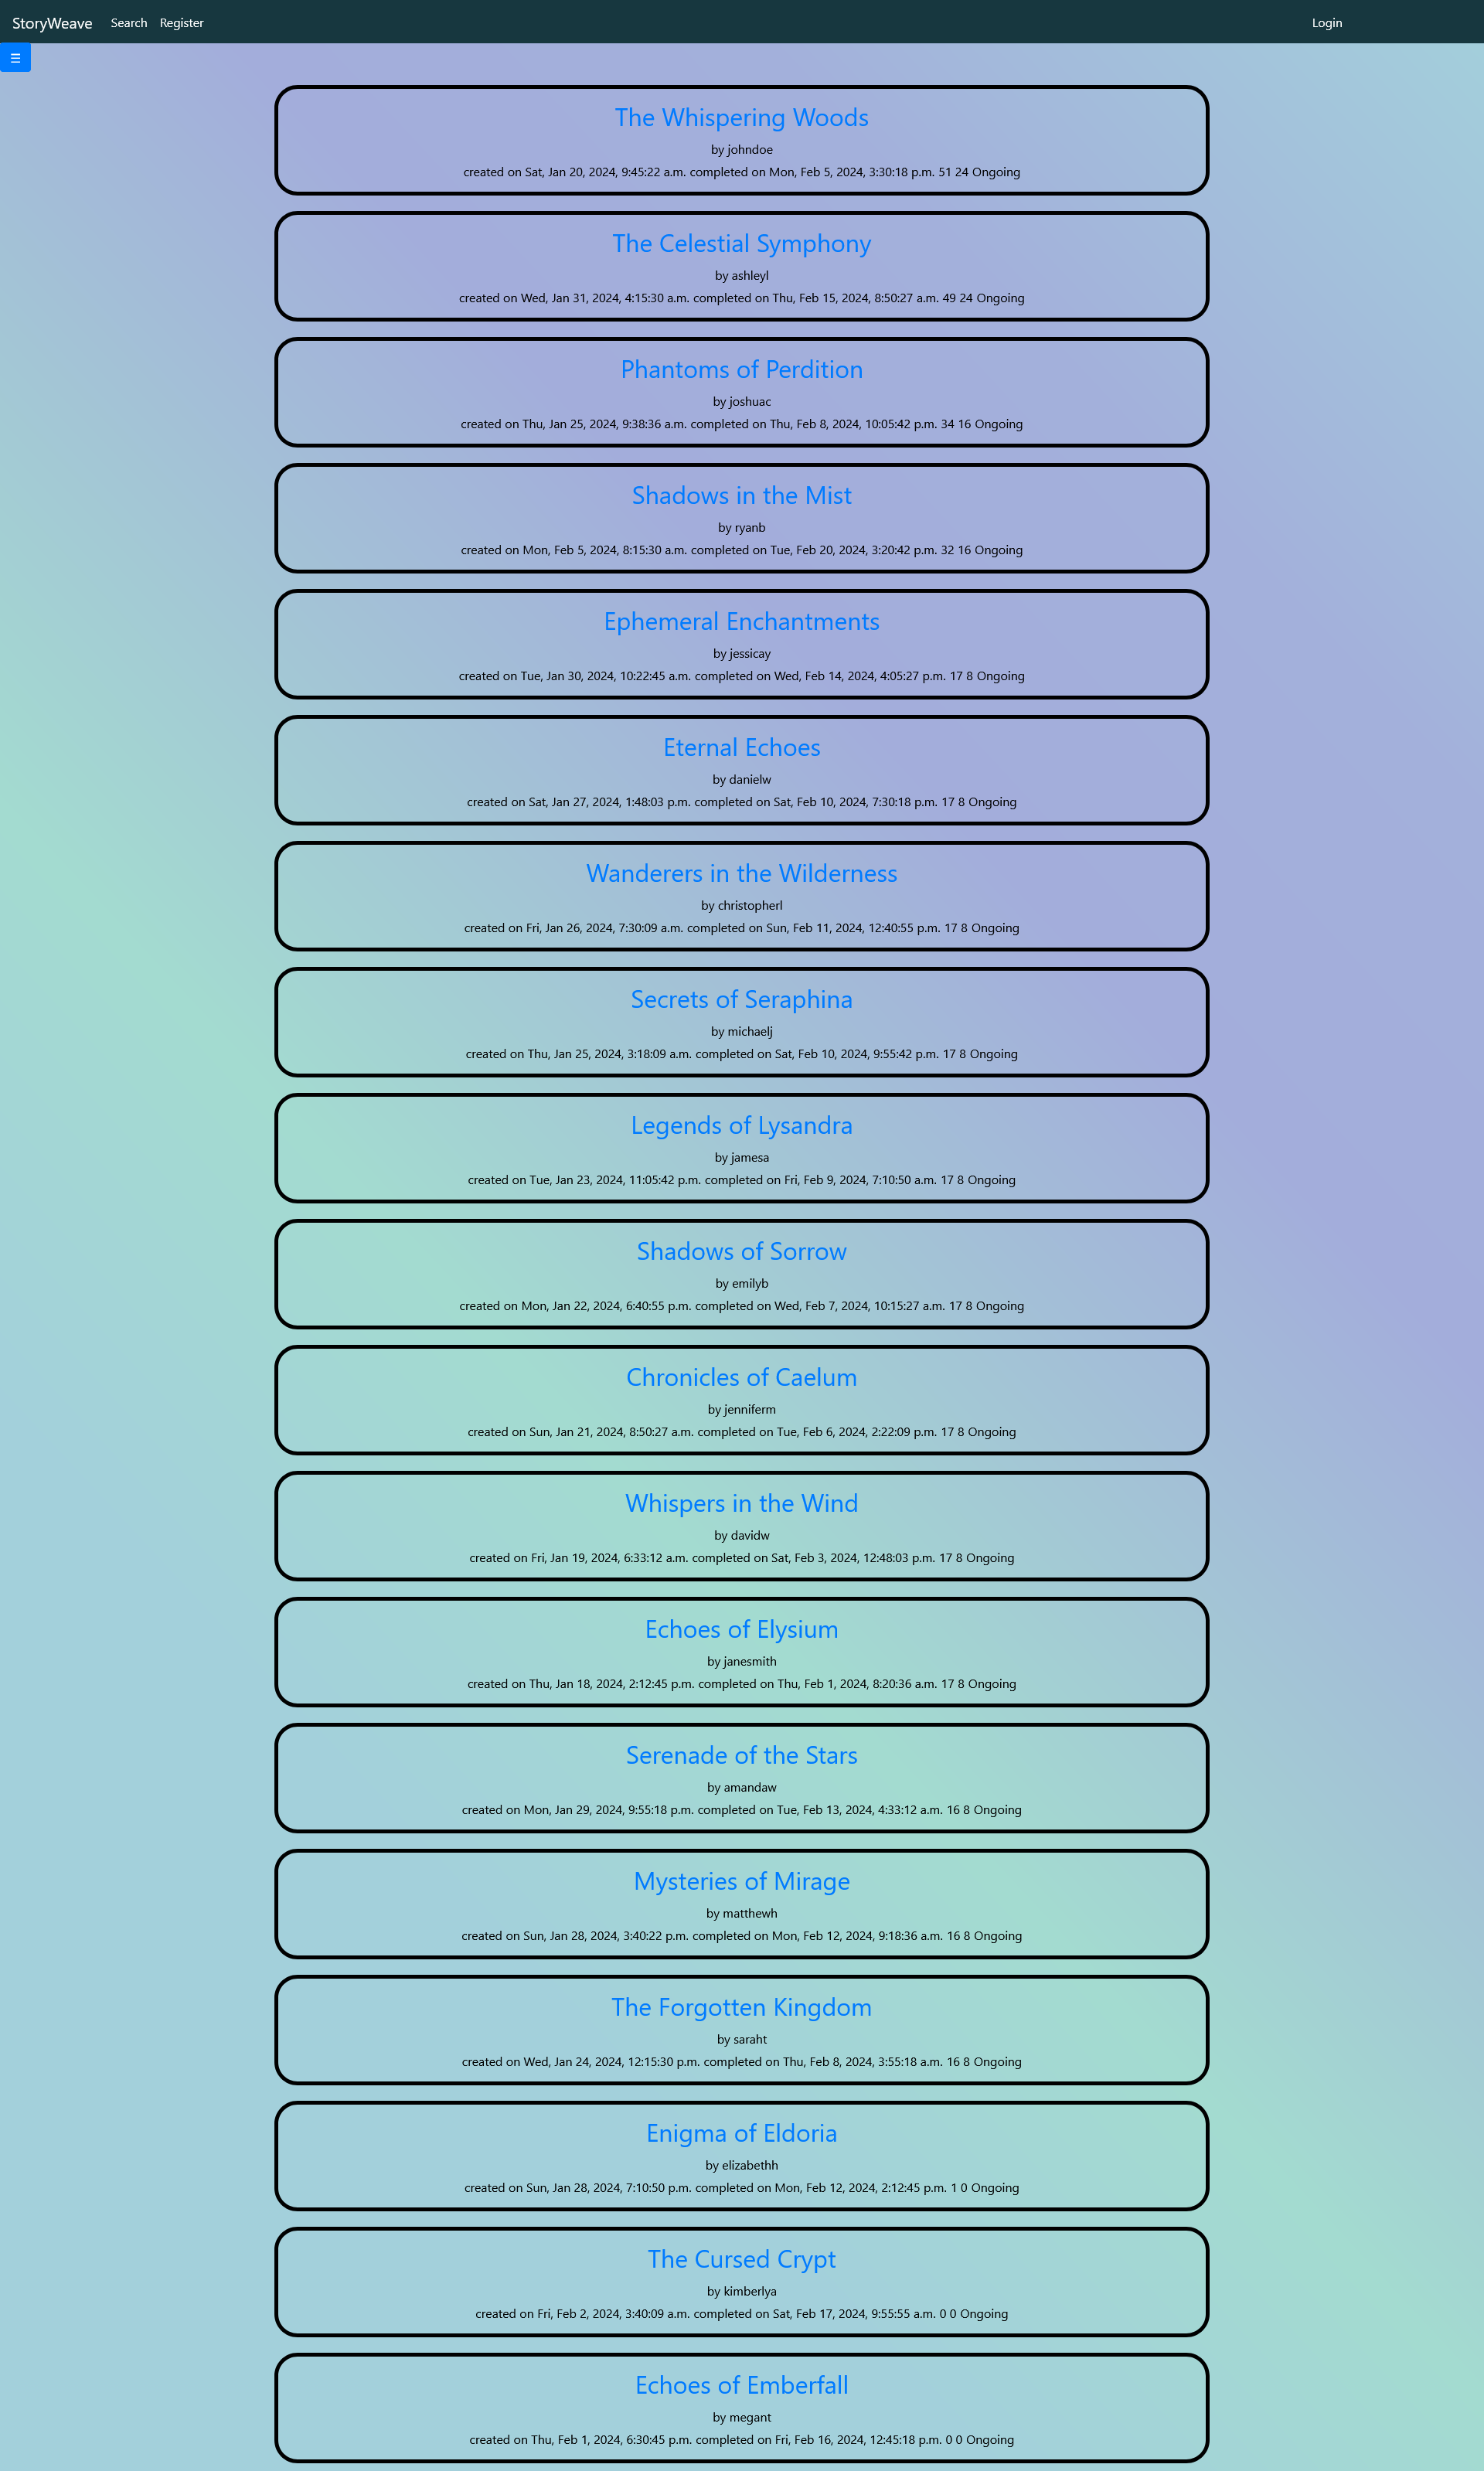 StoryWeave Search Register Login
☰
The Whispering Woods
by johndoe
created on Sat, Jan 20, 2024, 9:45:22 a.m. completed on Mon, Feb 5, 2024, 3:30:18 p.m. 51 24 Ongoing
The Celestial Symphony
by ashleyl
created on Wed, Jan 31, 2024, 4:15:30 a.m. completed on Thu, Feb 15, 2024, 8:50:27 a.m. 49 24 Ongoing
Phantoms of Perdition
by joshuac
created on Thu, Jan 25, 2024, 9:38:36 a.m. completed on Thu, Feb 8, 2024, 10:05:42 p.m. 34 16 Ongoing
Shadows in the Mist
by ryanb
created on Mon, Feb 5, 2024, 8:15:30 a.m. completed on Tue, Feb 20, 2024, 3:20:42 p.m. 32 16 Ongoing
Ephemeral Enchantments
by jessicay
created on Tue, Jan 30, 2024, 10:22:45 a.m. completed on Wed, Feb 14, 2024, 4:05:27 p.m. 17 8 Ongoing
Eternal Echoes
by danielw
created on Sat, Jan 27, 2024, 1:48:03 p.m. completed on Sat, Feb 10, 2024, 7:30:18 p.m. 17 8 Ongoing
Wanderers in the Wilderness
by christopherl
created on Fri, Jan 26, 2024, 7:30:09 a.m. completed on Sun, Feb 11, 2024, 12:40:55 p.m. 17 8 Ongoing
Secrets of Seraphina
by michaelj
created on Thu, Jan 25, 2024, 3:18:09 a.m. completed on Sat, Feb 10, 2024, 9:55:42 p.m. 17 8 Ongoing
Legends of Lysandra
by jamesa
created on Tue, Jan 23, 2024, 11:05:42 p.m. completed on Fri, Feb 9, 2024, 7:10:50 a.m. 17 8 Ongoing
Shadows of Sorrow
by emilyb
created on Mon, Jan 22, 2024, 6:40:55 p.m. completed on Wed, Feb 7, 2024, 10:15:27 a.m. 17 8 Ongoing
Chronicles of Caelum
by jenniferm
created on Sun, Jan 21, 2024, 8:50:27 a.m. completed on Tue, Feb 6, 2024, 2:22:09 p.m. 17 8 Ongoing
Whispers in the Wind
by davidw
created on Fri, Jan 19, 2024, 6:33:12 a.m. completed on Sat, Feb 3, 2024, 12:48:03 p.m. 17 8 Ongoing
Echoes of Elysium
by janesmith
created on Thu, Jan 18, 2024, 2:12:45 p.m. completed on Thu, Feb 1, 2024, 8:20:36 a.m. 17 8 Ongoing
Serenade of the Stars
by amandaw
created on Mon, Jan 29, 2024, 9:55:18 p.m. completed on Tue, Feb 13, 2024, 4:33:12 a.m. 16 8 Ongoing
Mysteries of Mirage
by matthewh
created on Sun, Jan 28, 2024, 3:40:22 p.m. completed on Mon, Feb 12, 2024, 9:18:36 a.m. 16 8 Ongoing
The Forgotten Kingdom
by saraht
created on Wed, Jan 24, 2024, 12:15:30 p.m. completed on Thu, Feb 8, 2024, 3:55:18 a.m. 16 8 Ongoing
Enigma of Eldoria
by elizabethh
created on Sun, Jan 28, 2024, 7:10:50 p.m. completed on Mon, Feb 12, 2024, 2:12:45 p.m. 1 0 Ongoing
The Cursed Crypt
by kimberlya
created on Fri, Feb 2, 2024, 3:40:09 a.m. completed on Sat, Feb 17, 2024, 9:55:55 a.m. 0 0 Ongoing
Echoes of Emberfall
by megant
created on Thu, Feb 1, 2024, 6:30:45 p.m. completed on Fri, Feb 16, 2024, 12:45:18 p.m. 0 0 Ongoing